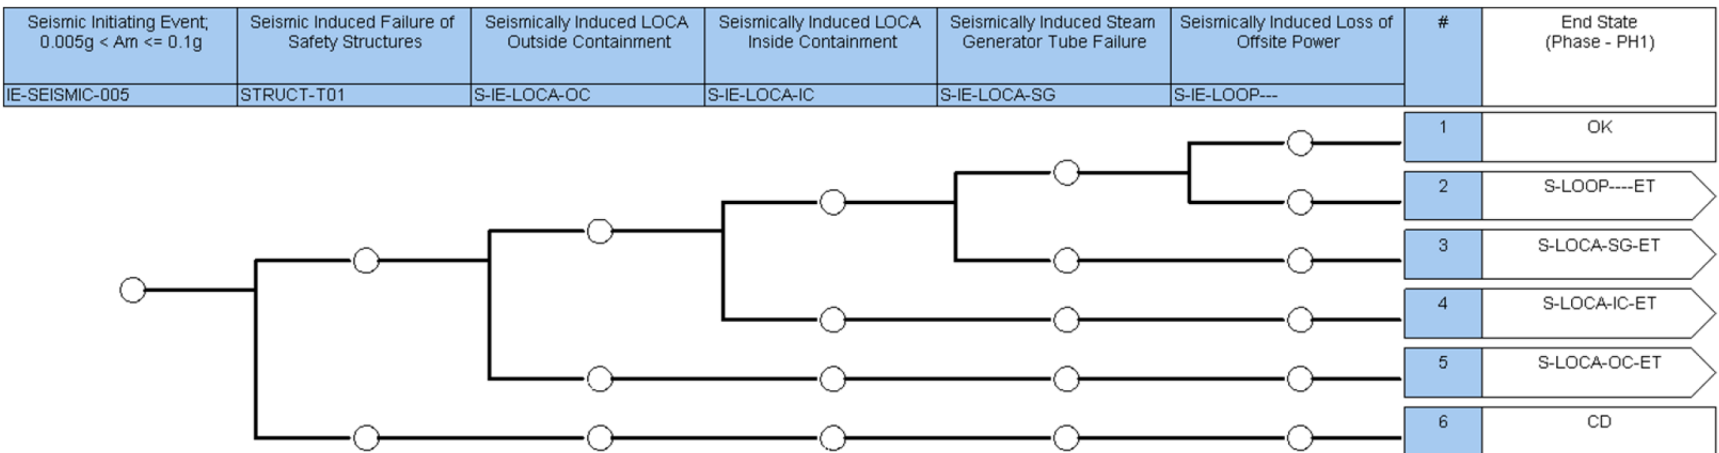 Seismic Initiating Event;
0.005g < Am <= 0.1g
Seismic Induced Failure of
Safety Structures
Seismically Induced LOCA
Outside Containment
Seismically Induced LOCA
Inside Containment
Seismically Induced Steam
Generator Tube Failure
Seismically Induced Loss of
Offsite Power
#
End State
(Phase - PH1)
IE-SEISMIC-005
STRUCT-T01
S-IE-LOCA-OC
S-IE-LOCA-IC
S-IE-LOCA-SG
S-IE-LOOP---
1
OK
2
S-LOOP----ET
3
S-LOCA-SG-ET
4
S-LOCA-IC-ET
5
S-LOCA-OC-ET
6
CD